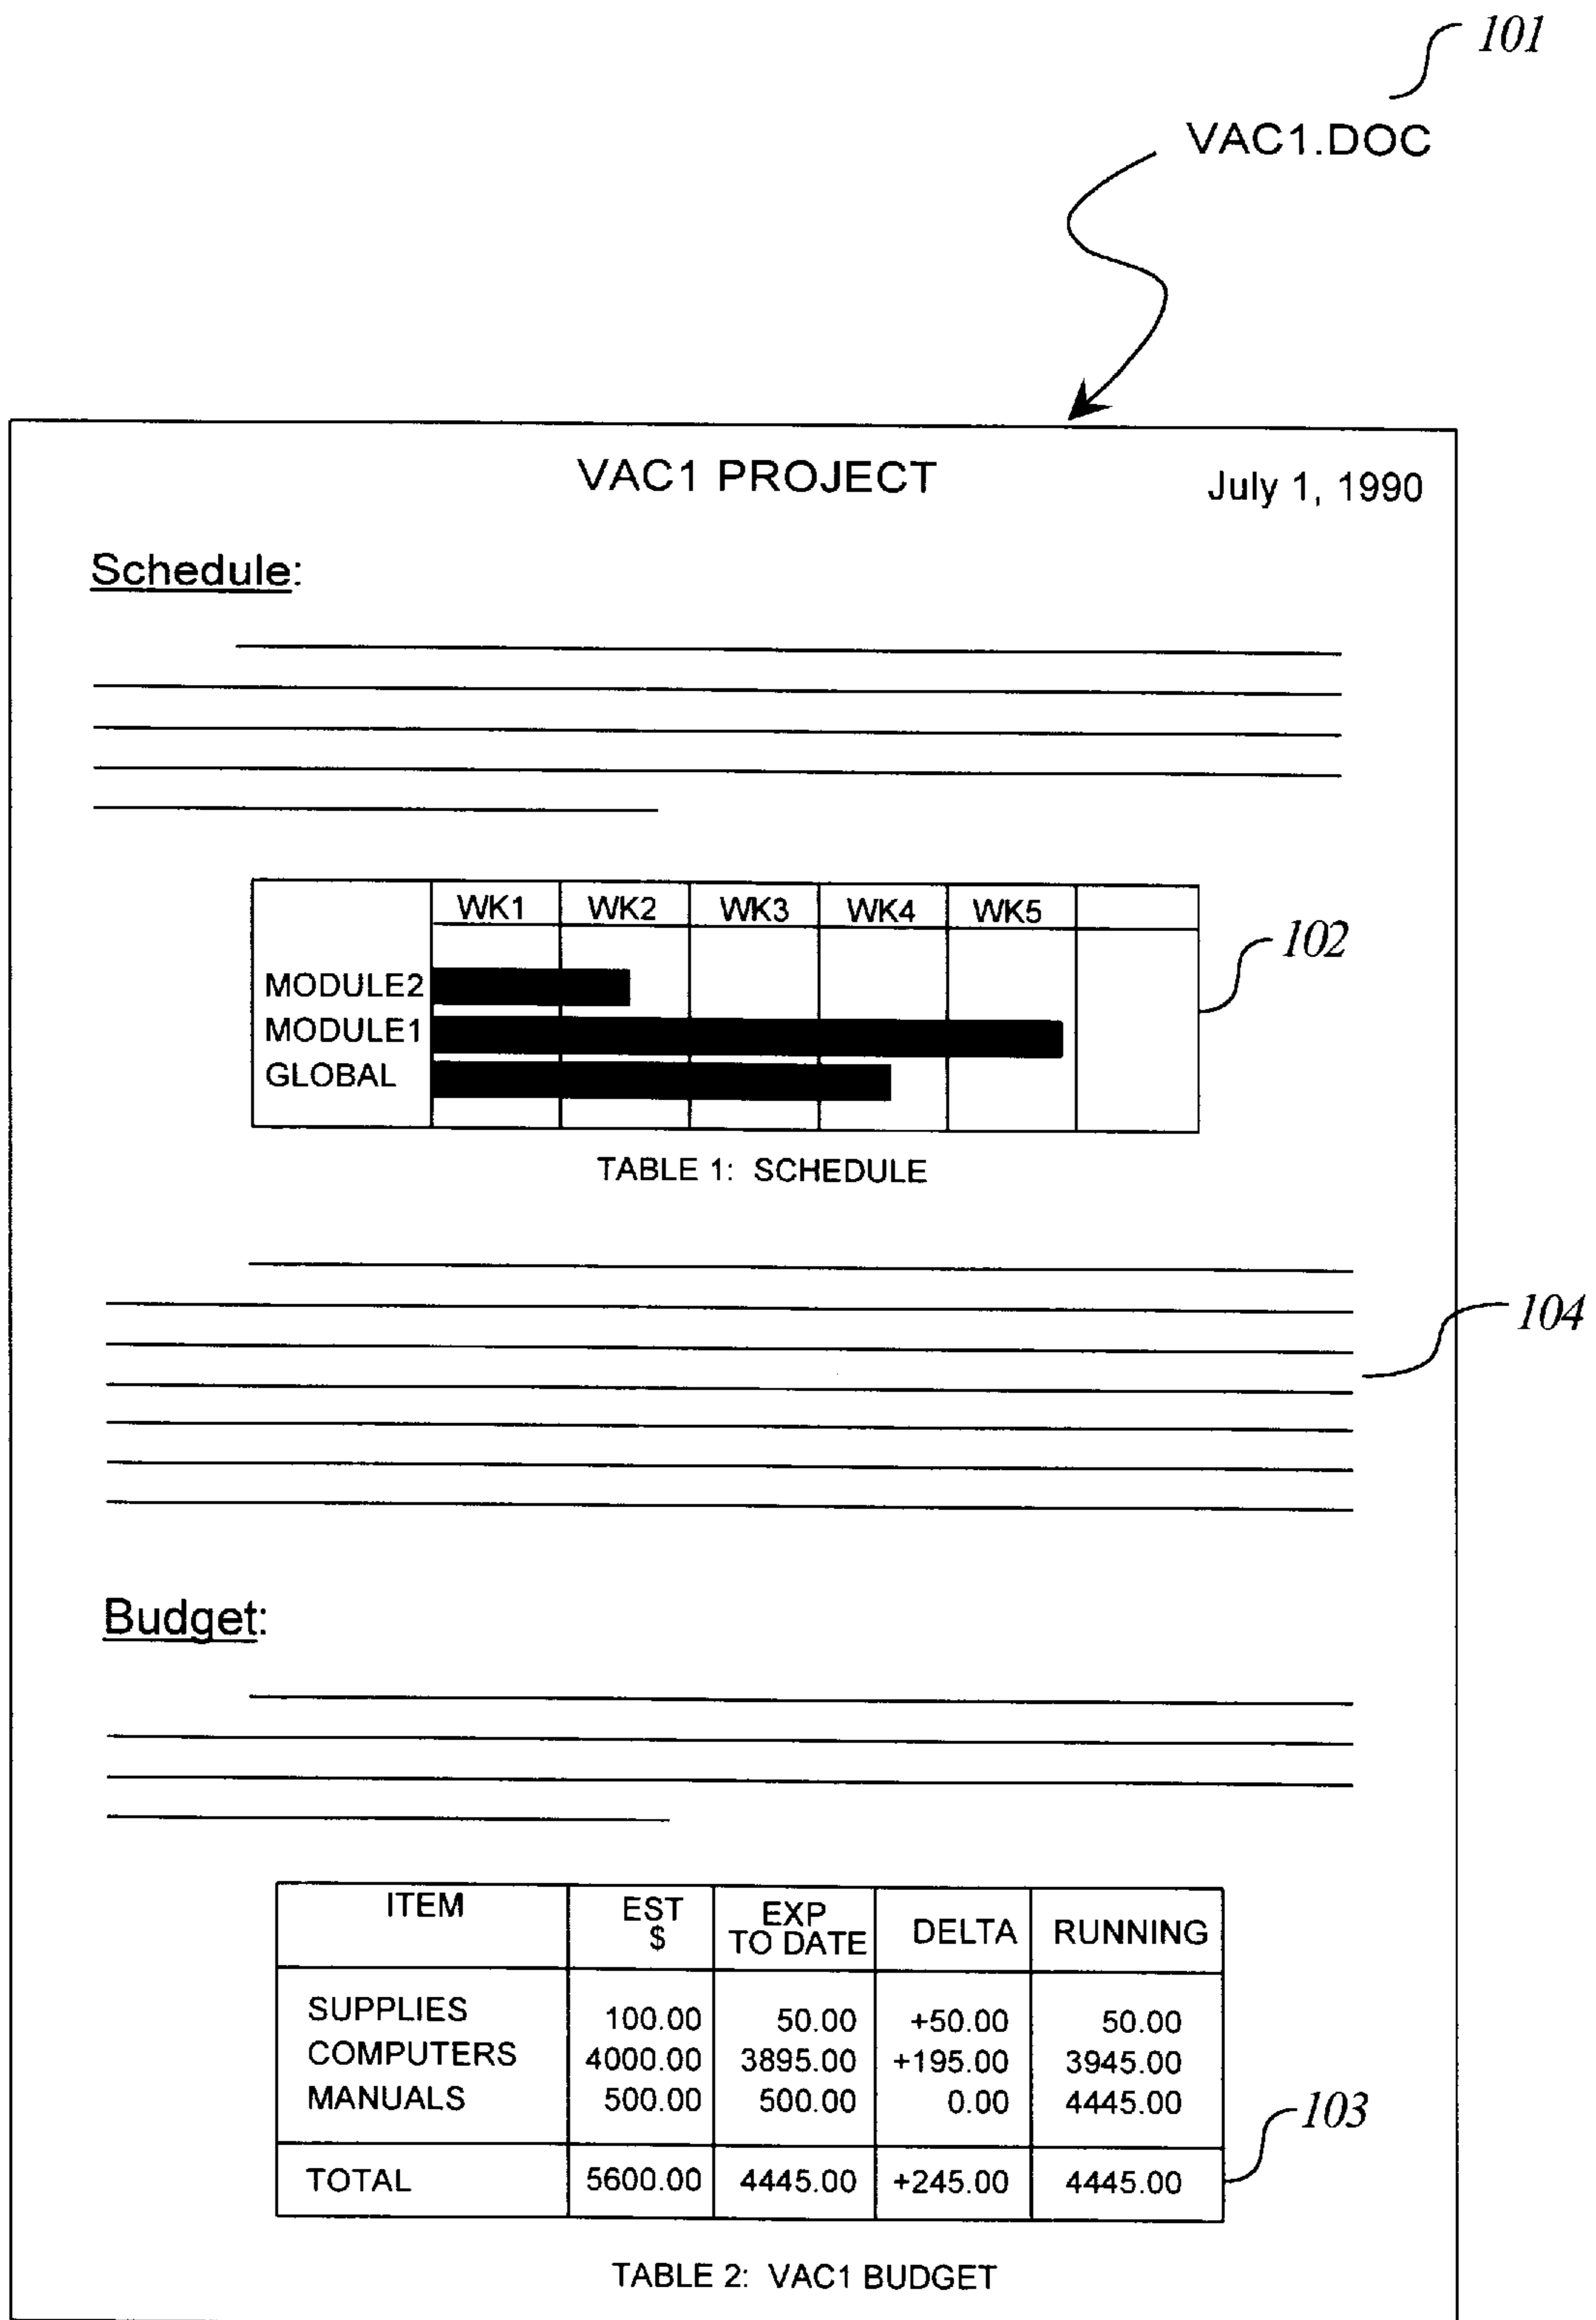 101
VAC1.DOC
VAC1 PROJECT July 1, 1990
Schedule:
WK1 WK2 WK3 WK4 WK5
102
MODULE2
MODULE1
GLOBAL
TABLE 1: SCHEDULE
104
Budget:
ITEM EST $ EXP TO DATE DELTA RUNNING
SUPPLIES 100.00 50.00 +50.00 50.00
COMPUTERS 4000.00 3895.00 +195.00 3945.00
MANUALS 500.00 500.00 0.00 4445.00
103
TOTAL 5600.00 4445.00 +245.00 4445.00
TABLE 2: VAC1 BUDGET